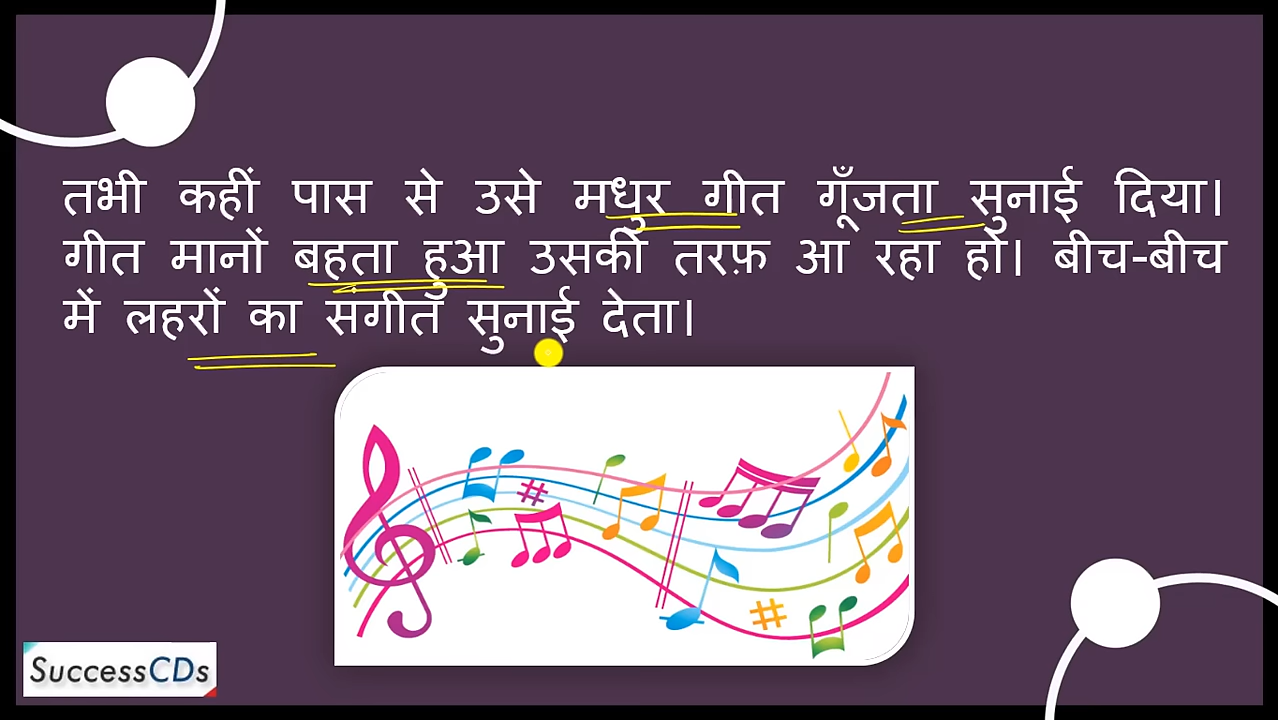 तभी कहीं पास से उसे मधुर गीत गूँजता सुनाई दिया।
गीत मानों बहता हुआ उसकी तरफ़ आ रहा हो। बीच-बीच
में लहरों का संगीत सुनाई देता।
SuccessCDs